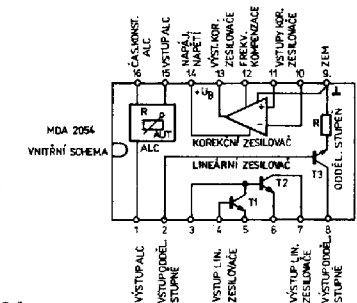 ČAS.KONST.
ALC
VSTUP ALC
NAPÁJ.
NAPĚTÍ
VÝST. KOR.
ZESILOVAČE
FREKV.
KOMPENZACE
VSTUPY KOR.
ZESILOVAČE
ZEM
16
15
14
13
12
11
10
9
+UB
R
AUT
ALC
+
-
KOREKČNÍ ZESILOVAČ
R
MDA 2054
VNITŘNÍ SCHEMA
LINEÁRNÍ ZESILOVAČ
ODDĚL. STUPEŇ
T1
T2
T3
1
2
3
4
5
6
7
8
VÝSTUP ALC
VSTUP ODDĚL.
STUPNĚ
VSTUP LIN.
ZESILOVAČE
VÝSTUP LIN.
ZESILOVAČE
VÝSTUP ODDĚL.
STUPNĚ